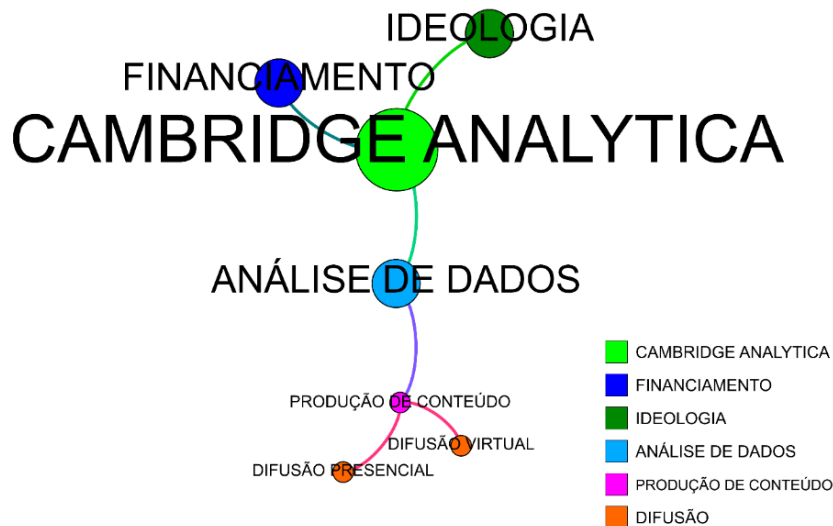 IDEOLOGIA
FINANCIAMENTO
CAMBRIDGE ANALYTICA
ANÁLISE DE DADOS
PRODUÇÃO DE CONTEÚDO
DIFUSÃO VIRTUAL
DIFUSÃO PRESENCIAL
CAMBRIDGE ANALYTICA
FINANCIAMENTO
IDEOLOGIA
ANÁLISE DE DADOS
PRODUÇÃO DE CONTEÚDO
DIFUSÃO